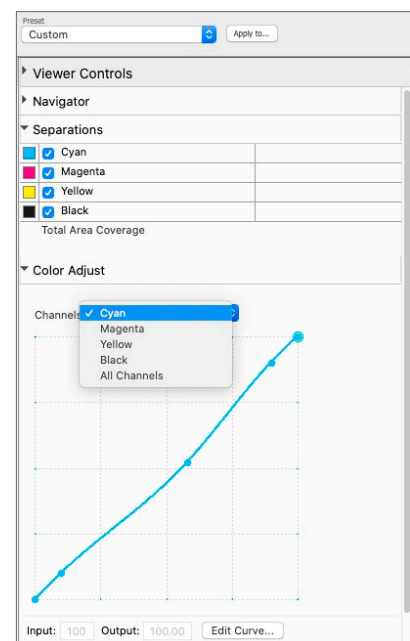 Preset
Custom
Apply to...
Viewer Controls
Navigator
Separations
Cyan
Magenta
Yellow
Black
Total Area Coverage
Color Adjust
Channels
✓ Cyan
Magenta
Yellow
Black
All Channels
Input: 100 Output: 100.00 Edit Curve...